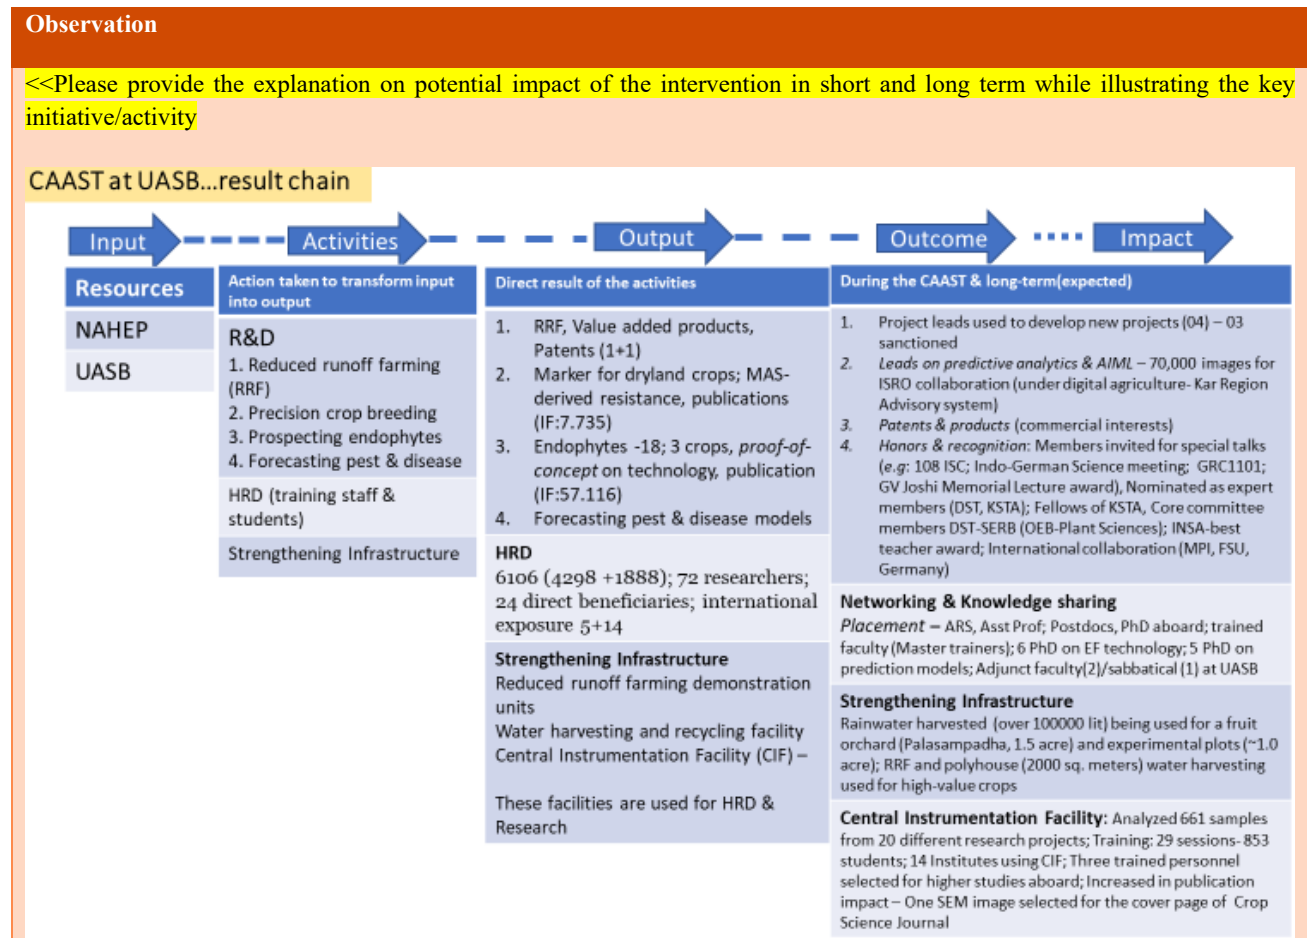 Observation
<<Please provide the explanation on potential impact of the intervention in short and long term while illustrating the key
initiative/activity
CAAST at UASB...result chain
Input
Activities
Output
Outcome
Impact
Resources
NAHEP
UASB
Action taken to transform input
into output
R&D
1. Reduced runoff farming
(RRF)
2. Precision crop breeding
3. Prospecting endophytes
4. Forecasting pest & disease
HRD (training staff &
students)
Strengthening Infrastructure
Direct result of the activities
1. RRF, Value added products,
Patents (1+1)
2. Marker for dryland crops; MAS-
derived resistance, publications
(IF:7.735)
3. Endophytes -18; 3 crops, proof-of-
concept on technology, publication
(IF:57.116)
4. Forecasting pest & disease models
HRD
6106 (4298 +1888); 72 researchers;
24 direct beneficiaries; international
exposure 5+14
Strengthening Infrastructure
Reduced runoff farming demonstration
units
Water harvesting and recycling facility
Central Instrumentation Facility (CIF) –
These facilities are used for HRD &
Research
During the CAAST & long-term(expected)
1. Project leads used to develop new projects (04) – 03
sanctioned
2. Leads on predictive analytics & AIML – 70,000 images for
ISRO collaboration (under digital agriculture- Kar Region
Advisory system)
3. Patents & products (commercial interests)
4. Honors & recognition: Members invited for special talks
(e.g: 108 ISC; Indo-German Science meeting; GRC1101;
GV Joshi Memorial Lecture award), Nominated as expert
members (DST, KSTA); Fellows of KSTA, Core committee
members DST-SERB (OEB-Plant Sciences); INSA-best
teacher award; International collaboration (MPI, FSU,
Germany)
Networking & Knowledge sharing
Placement – ARS, Asst Prof; Postdocs, PhD aboard; trained
faculty (Master trainers); 6 PhD on EF technology; 5 PhD on
prediction models; Adjunct faculty(2)/sabbatical (1) at UASB
Strengthening Infrastructure
Rainwater harvested (over 100000 lit) being used for a fruit
orchard (Palasampadha, 1.5 acre) and experimental plots (~1.0
acre); RRF and polyhouse (2000 sq. meters) water harvesting
used for high-value crops
Central Instrumentation Facility: Analyzed 661 samples
from 20 different research projects; Training: 29 sessions- 853
students; 14 Institutes using CIF; Three trained personnel
selected for higher studies aboard; Increased in publication
impact – One SEM image selected for the cover page of Crop
Science Journal